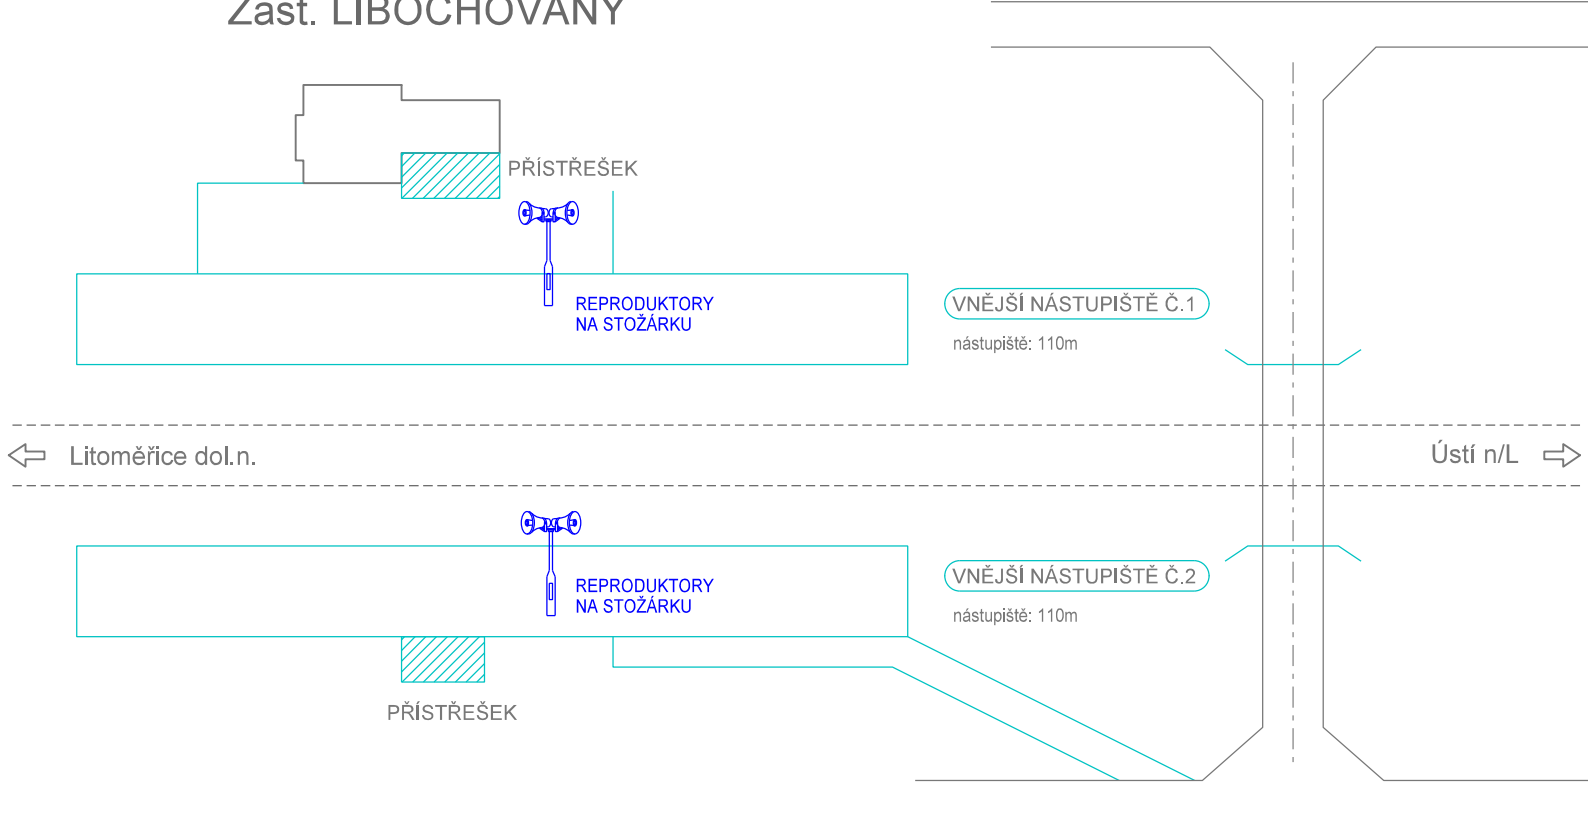 Zast. LIBOCHOVANY
PŘÍSTŘEŠEK
REPRODUKTORY
NA STOŽÁRKU
VNĚJŠÍ NÁSTUPIŠTĚ Č.1
nástupiště: 110m
Litoměřice dol.n.
Ústí n/L
REPRODUKTORY
NA STOŽÁRKU
VNĚJŠÍ NÁSTUPIŠTĚ Č.2
nástupiště: 110m
PŘÍSTŘEŠEK